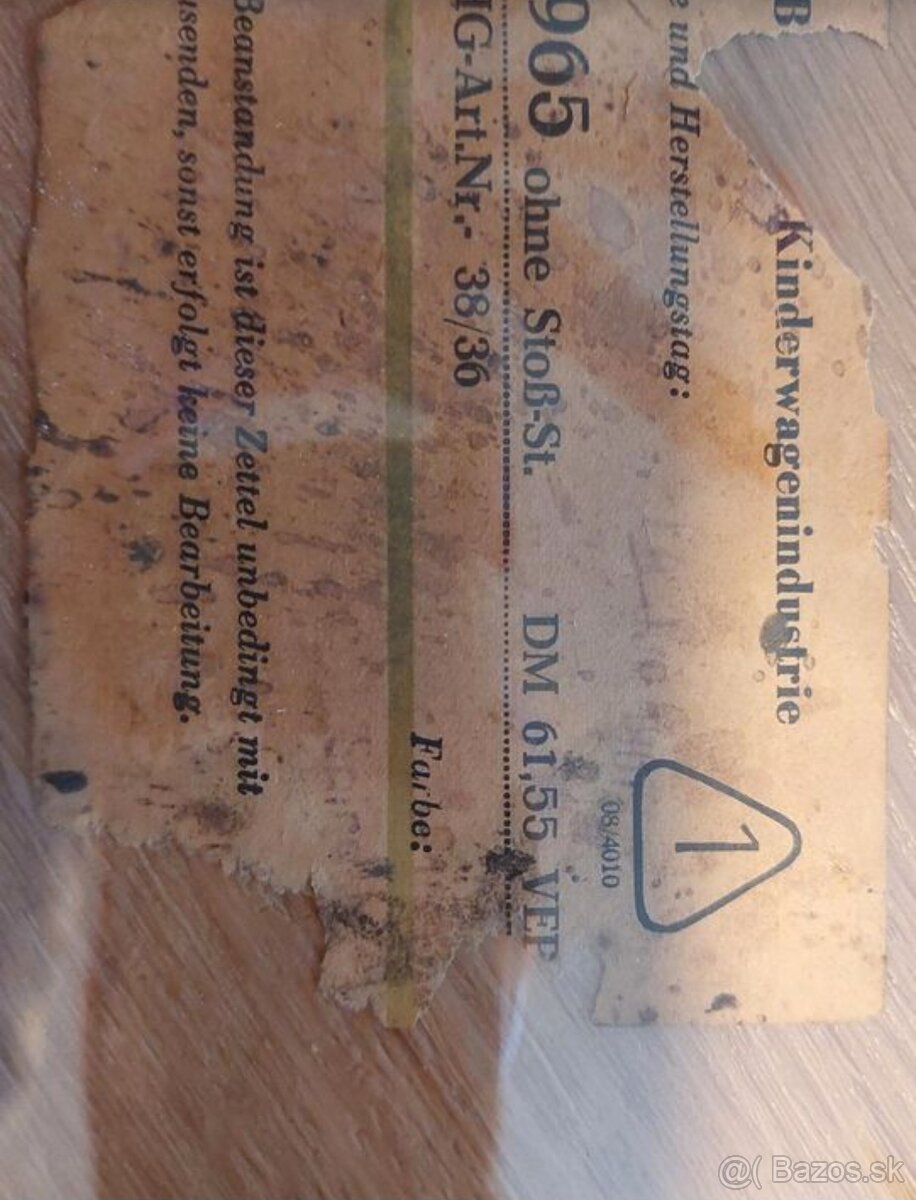 B Kinderwagenindustrie
1
e und Herstellungstag:
08/4010
965 ohne Stoß-St. DM 61,55 VEP
HG-Art.Nr.- 38/36
Farbe:
Beanstandung ist dieser Zettel unbedingt mit
usenden, sonst erfolgt keine Bearbeitung.
@( Bazos.sk